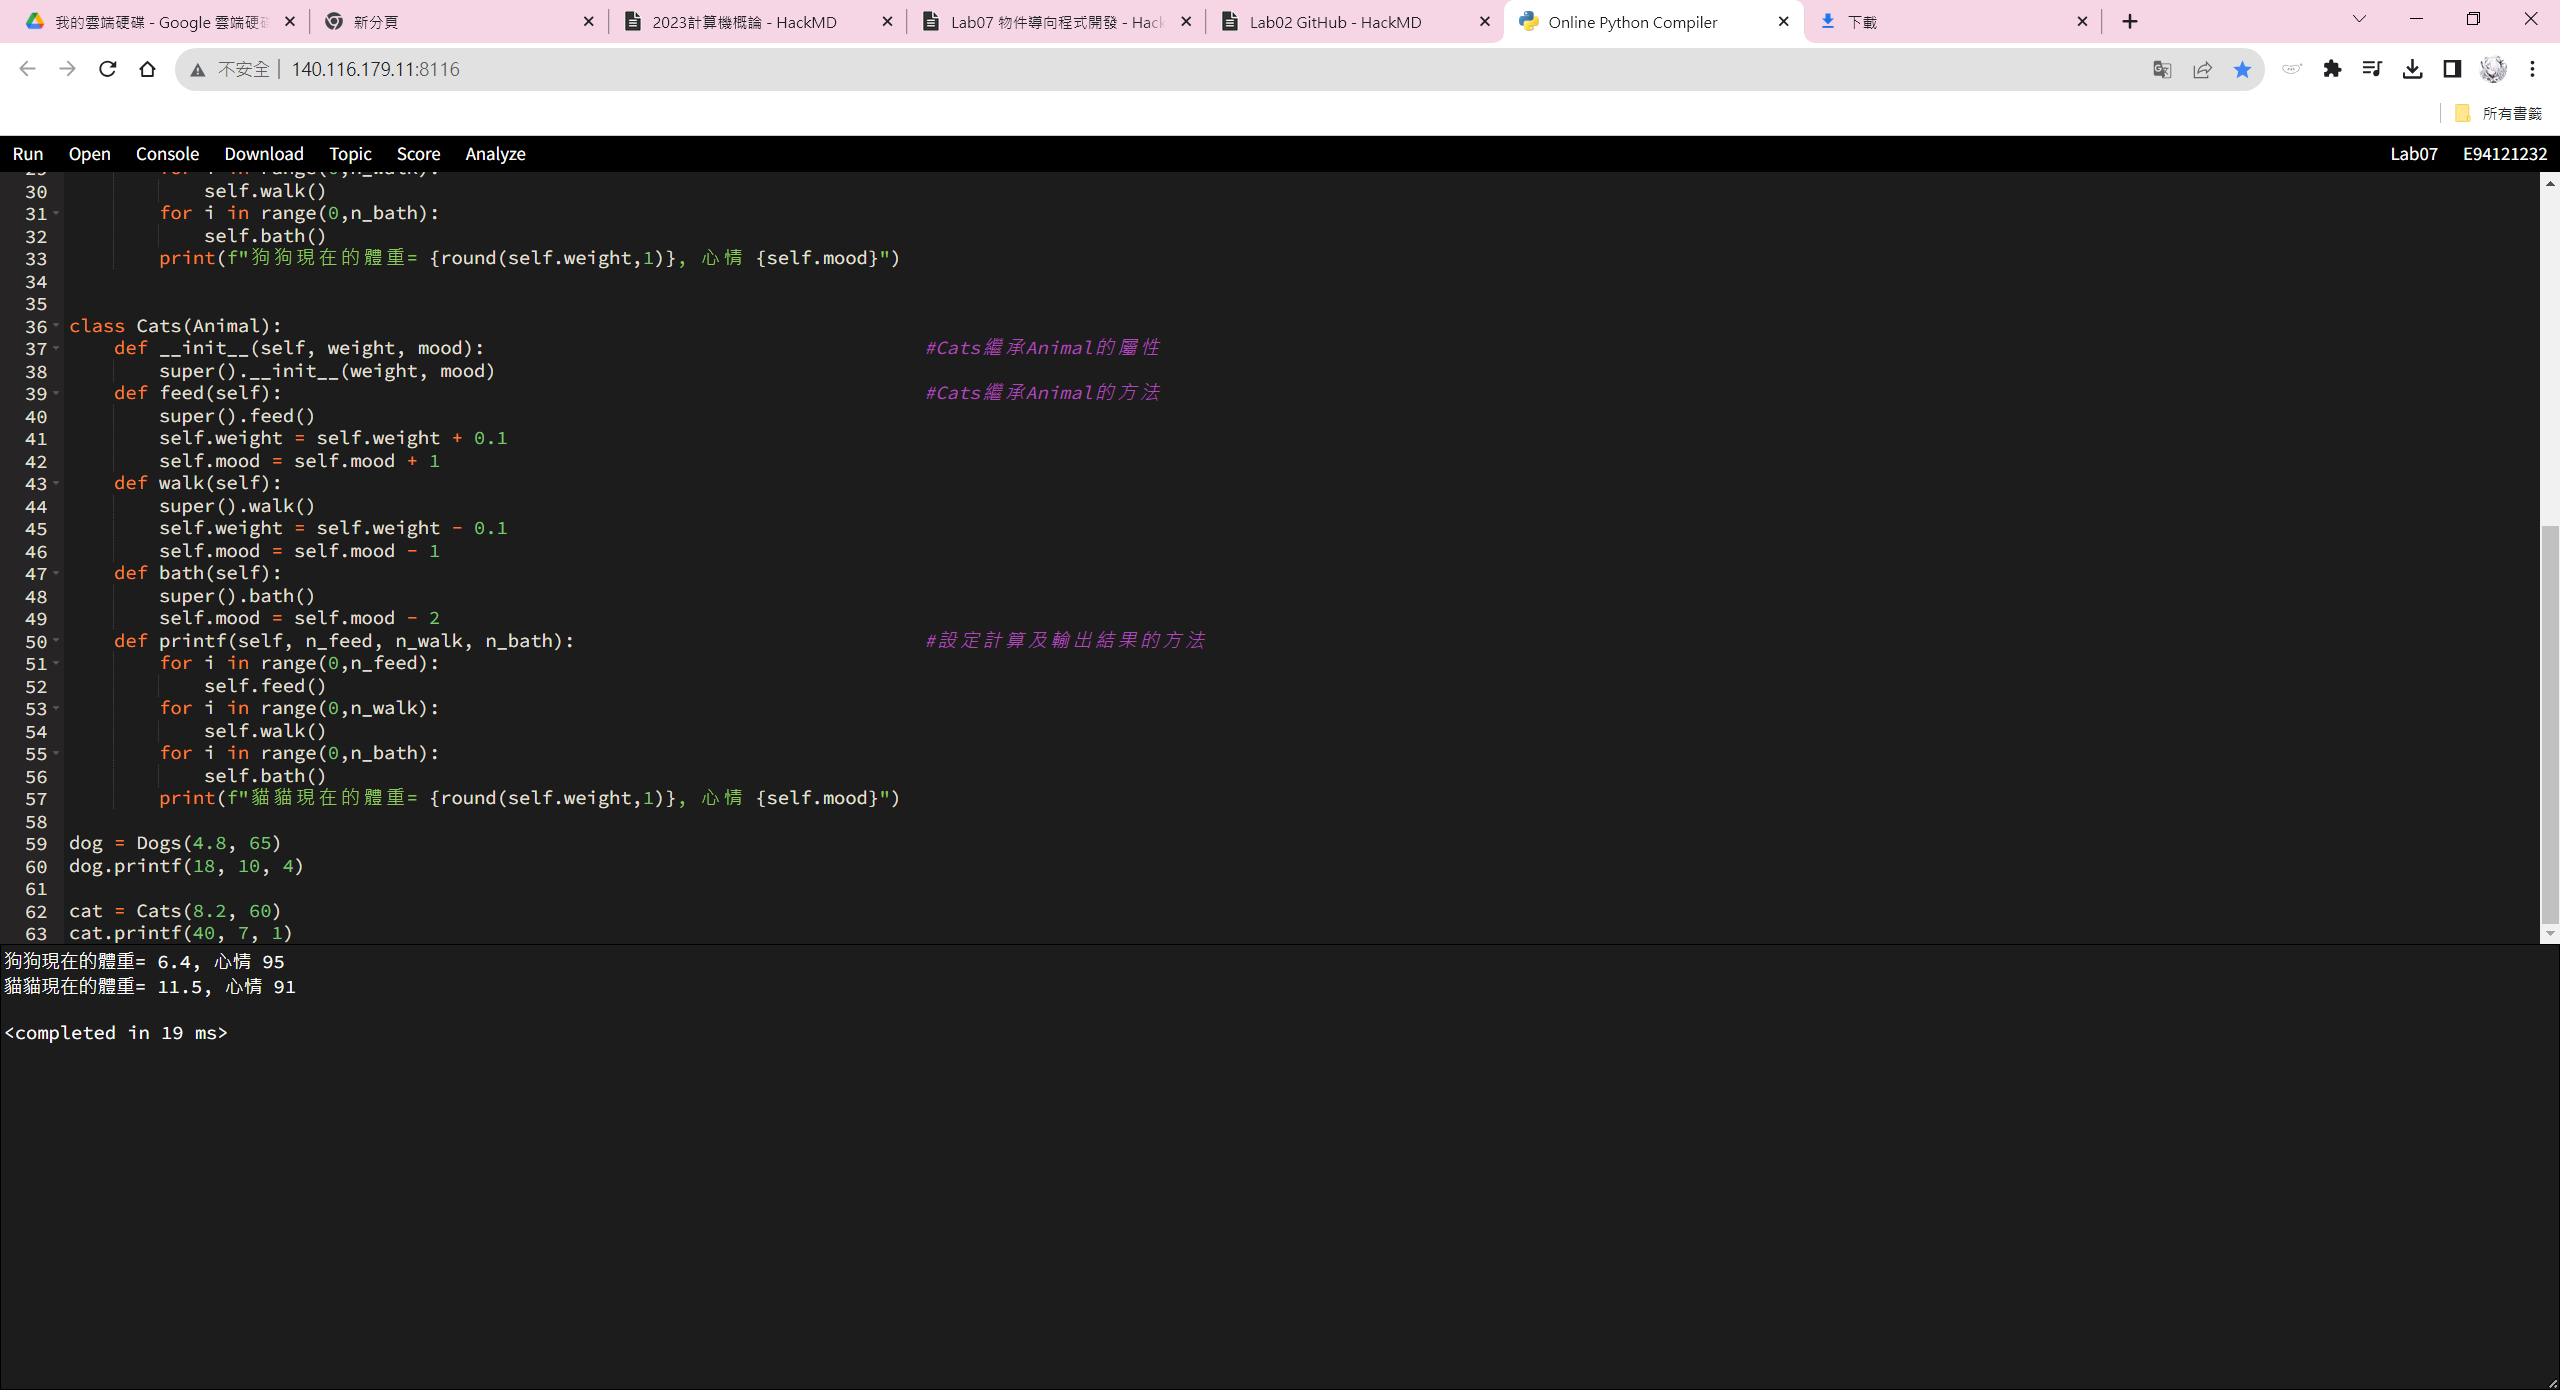 我的雲端硬碟 - Google 雲端硬
新分頁
2023計算機概論 - HackMD
Lab07 物件導向程式開發 - Hack
Lab02 GitHub - HackMD
Online Python Compiler
下載
不安全 140.116.179.11:8116
所有書籤
Run Open Console Download Topic Score Analyze Lab07 E94121232
30 self.walk()
31 for i in range(0,n_bath):
32 self.bath()
33 print(f"狗狗現在的體重= {round(self.weight,1)}, 心情 {self.mood}")
34
35
36 class Cats(Animal):
37 def __init__(self, weight, mood): #Cats繼承Animal的屬性
38 super().__init__(weight, mood)
39 def feed(self): #Cats繼承Animal的方法
40 super().feed()
41 self.weight = self.weight + 0.1
42 self.mood = self.mood + 1
43 def walk(self):
44 super().walk()
45 self.weight = self.weight - 0.1
46 self.mood = self.mood - 1
47 def bath(self):
48 super().bath()
49 self.mood = self.mood - 2
50 def printf(self, n_feed, n_walk, n_bath): #設定計算及輸出結果的方法
51 for i in range(0,n_feed):
52 self.feed()
53 for i in range(0,n_walk):
54 self.walk()
55 for i in range(0,n_bath):
56 self.bath()
57 print(f"貓貓現在的體重= {round(self.weight,1)}, 心情 {self.mood}")
58
59 dog = Dogs(4.8, 65)
60 dog.printf(18, 10, 4)
61
62 cat = Cats(8.2, 60)
63 cat.printf(40, 7, 1)
狗狗現在的體重= 6.4, 心情 95
貓貓現在的體重= 11.5, 心情 91
<completed in 19 ms>